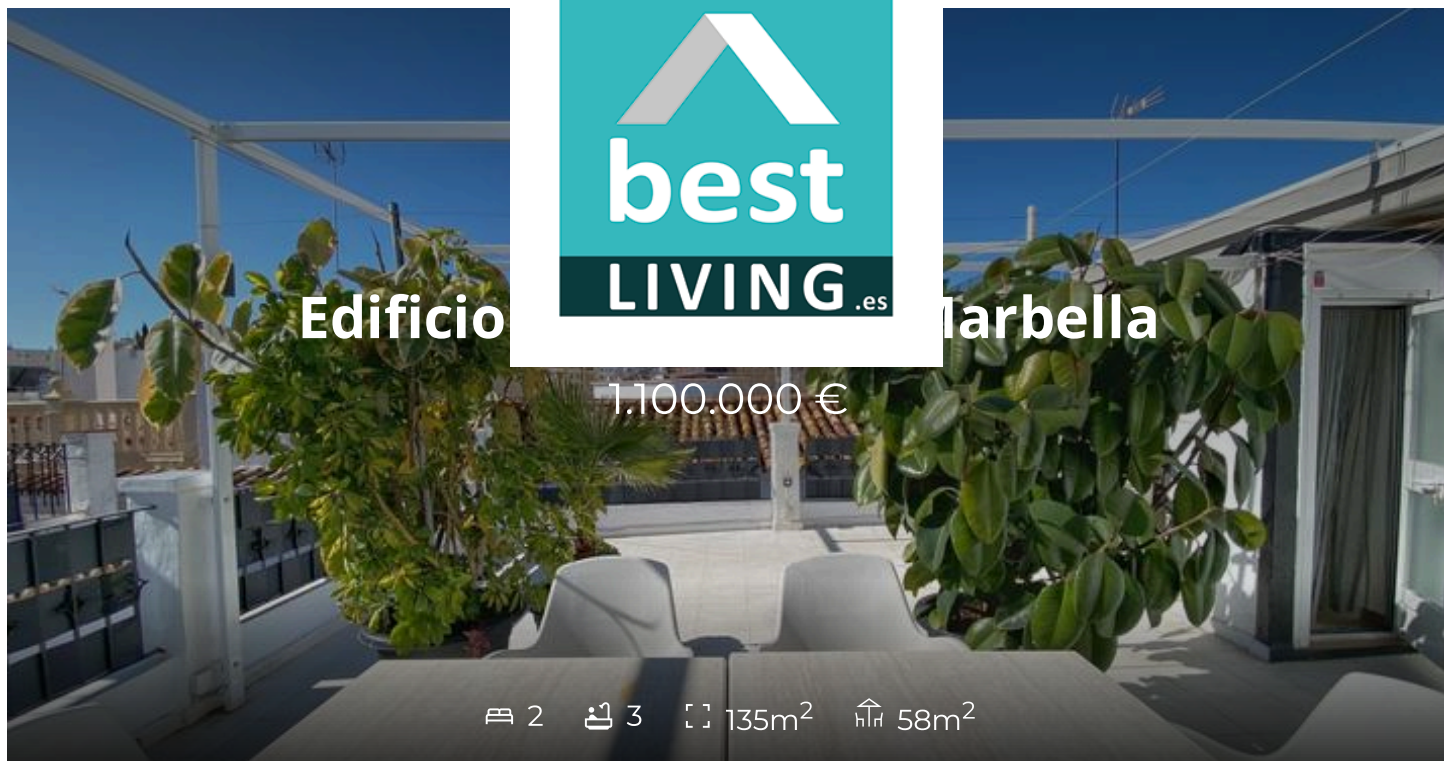 best
LIVING.es
Edificio
Marbella
1.100.000 €
2 3 135m² 58m²